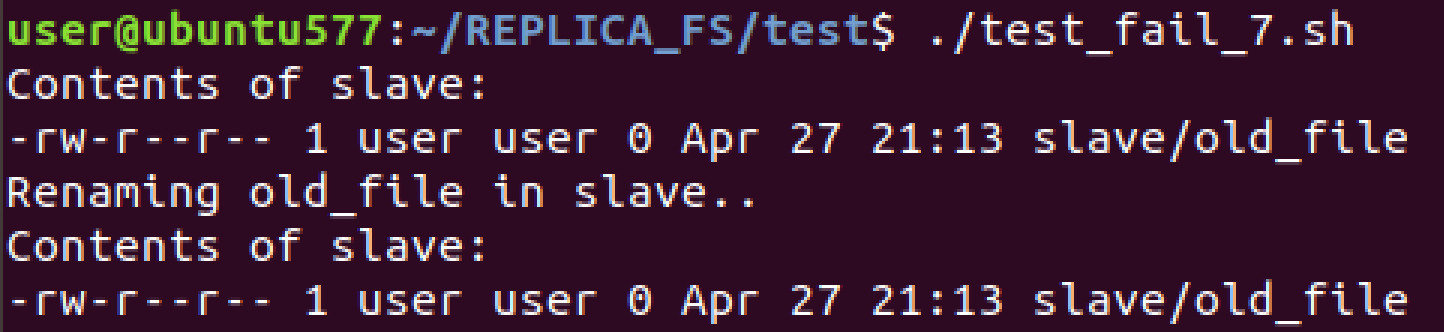 user@ubuntu577:~/REPLICA_FS/test$ ./test_fail_7.sh
Contents of slave:
-rw-r--r-- 1 user user 0 Apr 27 21:13 slave/old_file
Renaming old_file in slave..
Contents of slave:
-rw-r--r-- 1 user user 0 Apr 27 21:13 slave/old_file